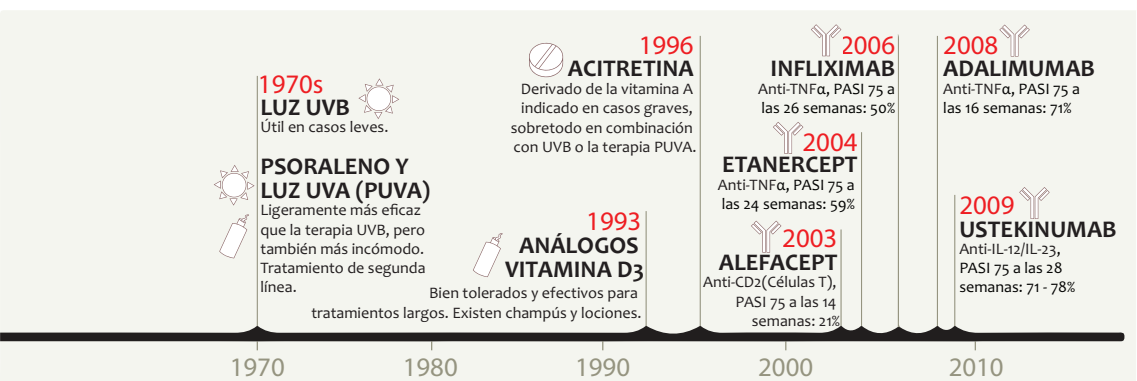 1970s
LUZ UVB
Útil en casos leves.
PSORALENO Y
LUZ UVA (PUVA)
Ligeramente más eficaz
que la terapia UVB, pero
también más incómodo.
Tratamiento de segunda
línea.
1993
ANÁLOGOS
VITAMINA D3
Bien tolerados y efectivos para
tratamientos largos. Existen champús y lociones.
1996
ACITRETINA
Derivado de la vitamina A
indicado en casos graves,
sobretodo en combinación
con UVB o la terapia PUVA.
2003
ALEFACEPT
Anti-CD2(Células T),
PASI 75 a las 14
semanas: 21%
2004
ETANERCEPT
Anti-TNFα, PASI 75 a
las 24 semanas: 59%
2006
INFLIXIMAB
Anti-TNFα, PASI 75 a
las 26 semanas: 50%
2008
ADALIMUMAB
Anti-TNFα, PASI 75 a
las 16 semanas: 71%
2009
USTEKINUMAB
Anti-IL-12/IL-23,
PASI 75 a las 28
semanas: 71 - 78%
1970
1980
1990
2000
2010